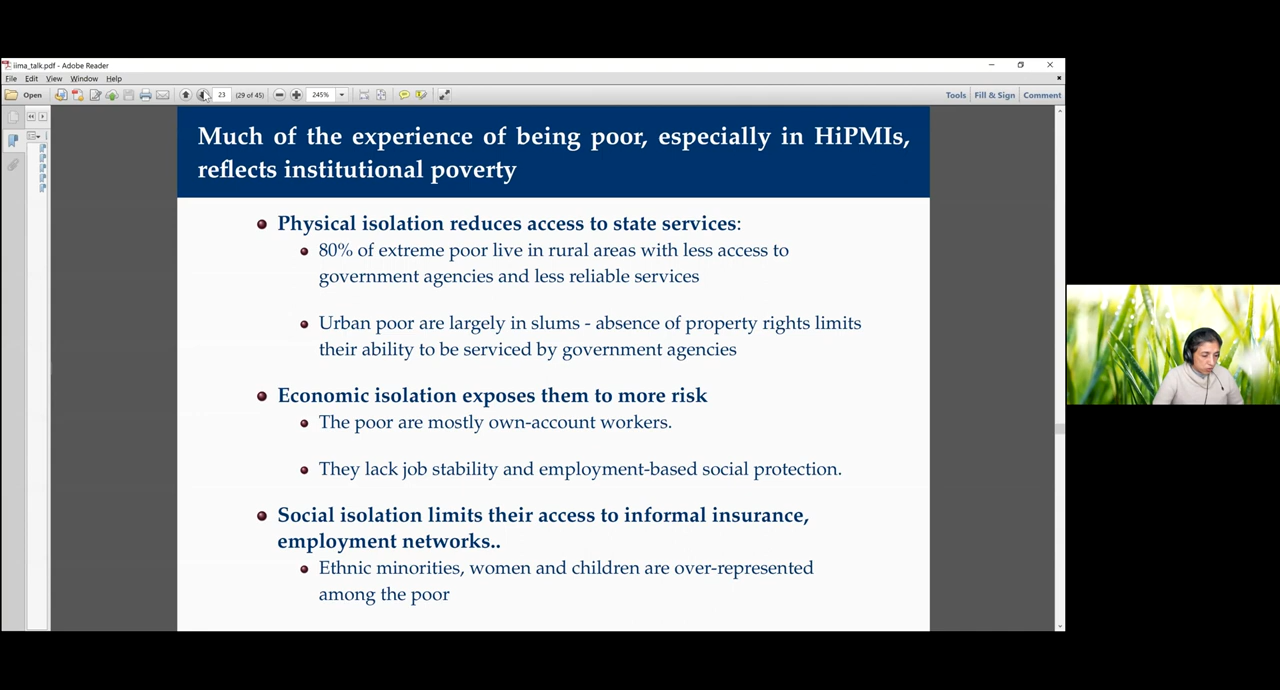 iima_talk.pdf - Adobe Reader
File Edit View Window Help
Open 23 (29 of 45) 245% Tools Fill & Sign Comment
Much of the experience of being poor, especially in HiPMIs,
reflects institutional poverty
Physical isolation reduces access to state services:
80% of extreme poor live in rural areas with less access to
government agencies and less reliable services
Urban poor are largely in slums - absence of property rights limits
their ability to be serviced by government agencies
Economic isolation exposes them to more risk
The poor are mostly own-account workers.
They lack job stability and employment-based social protection.
Social isolation limits their access to informal insurance,
employment networks..
Ethnic minorities, women and children are over-represented
among the poor